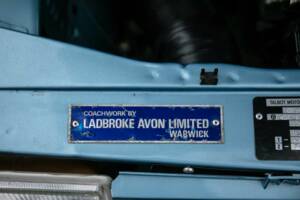 COACHWORK BY
LADBROKE AVON LIMITED
WARWICK
TALBOT MOTOR